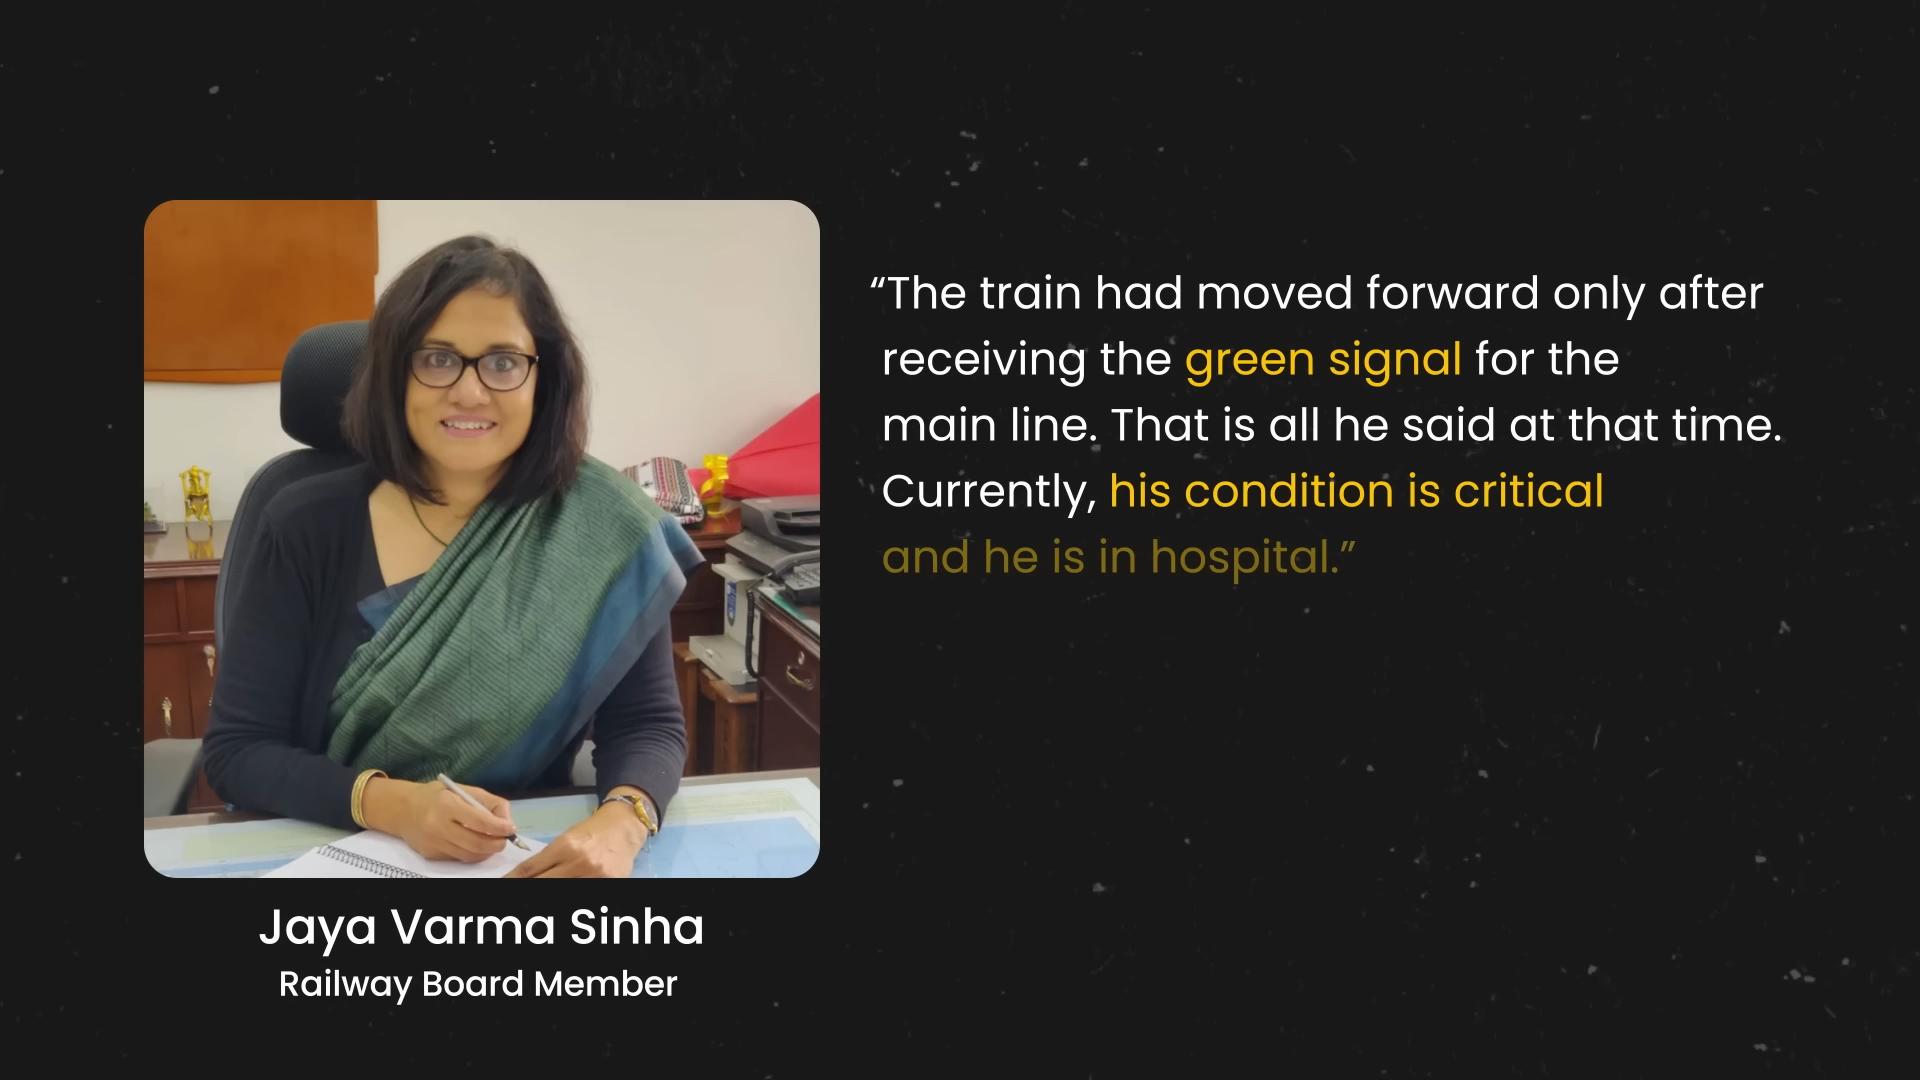 “The train had moved forward only after
receiving the green signal for the
main line. That is all he said at that time.
Currently, his condition is critical
and he is in hospital.”
Jaya Varma Sinha
Railway Board Member